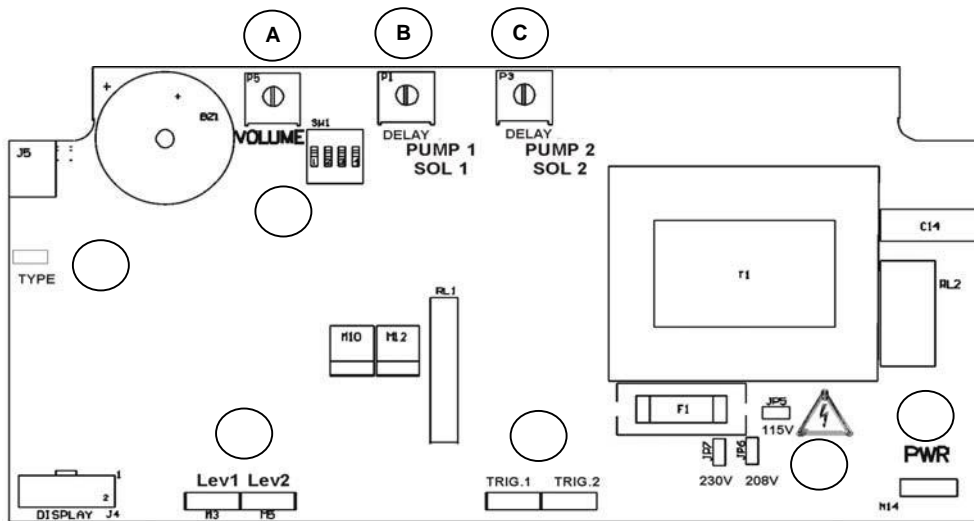 A B C
P5 P1 P3
BZ1
VOLUME
SW1
DELAY
PUMP 1
SOL 1
DELAY
PUMP 2
SOL 2
J5
TYPE
C14
T1
RL2
RL1
M10 M12
F1
JP5
115V
JP7 JP6
230V 208V
PWR
N14
1
2
DISPLAY J4
Lev1 Lev2
M3 M5
TRIG.1 TRIG.2